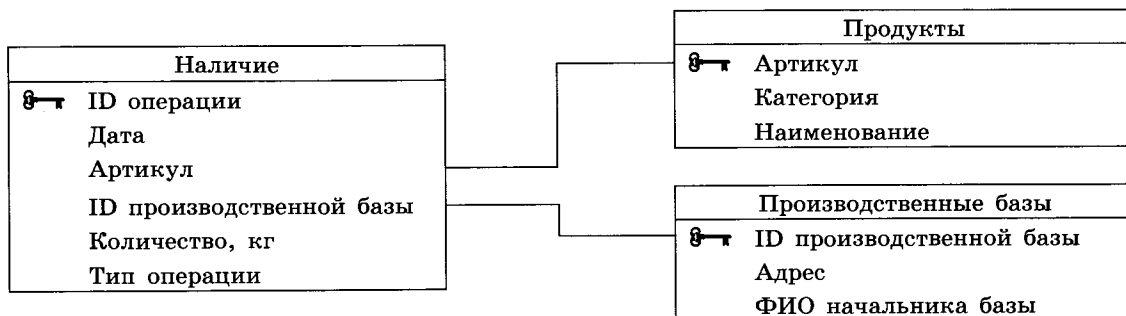 Наличие
ID операции
Дата
Артикул
ID производственной базы
Количество, кг
Тип операции
Продукты
Артикул
Категория
Наименование
Производственные базы
ID производственной базы
Адрес
ФИО начальника базы